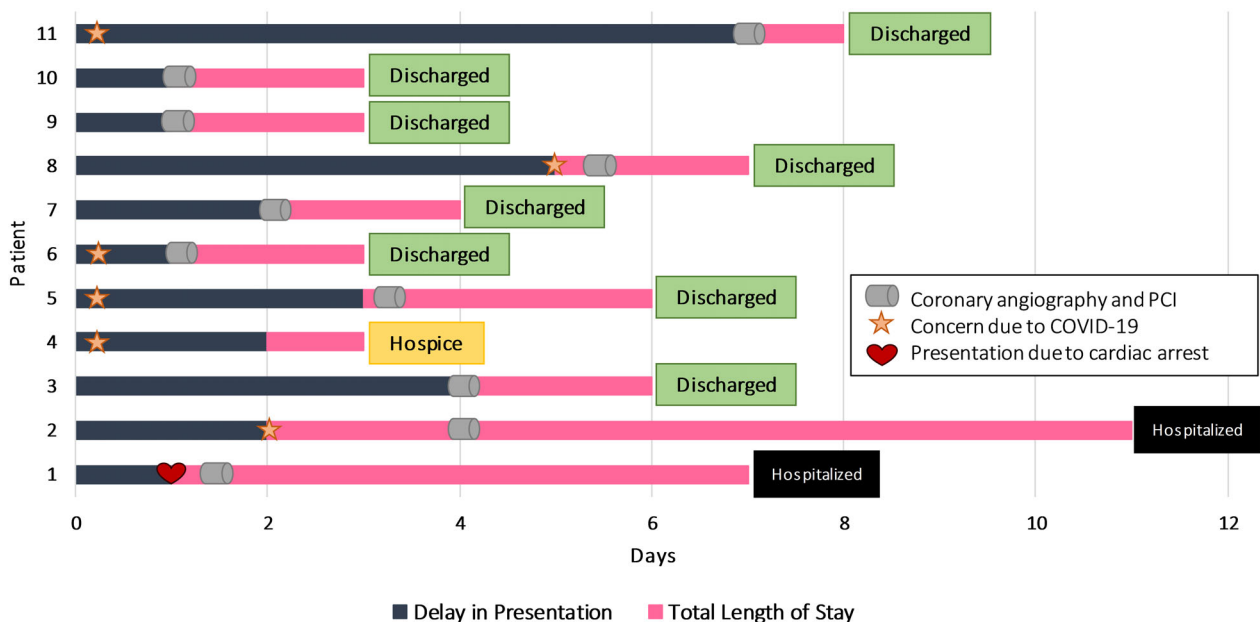 11
Discharged
10
Discharged
9
Discharged
8
Discharged
7
Discharged
6
Discharged
5
Discharged
4
Hospice
3
Discharged
2
Hospitalized
1
Hospitalized
Patient
Coronary angiography and PCI
Concern due to COVID-19
Presentation due to cardiac arrest
0 2 4 6 8 10 12
Days
Delay in Presentation Total Length of Stay